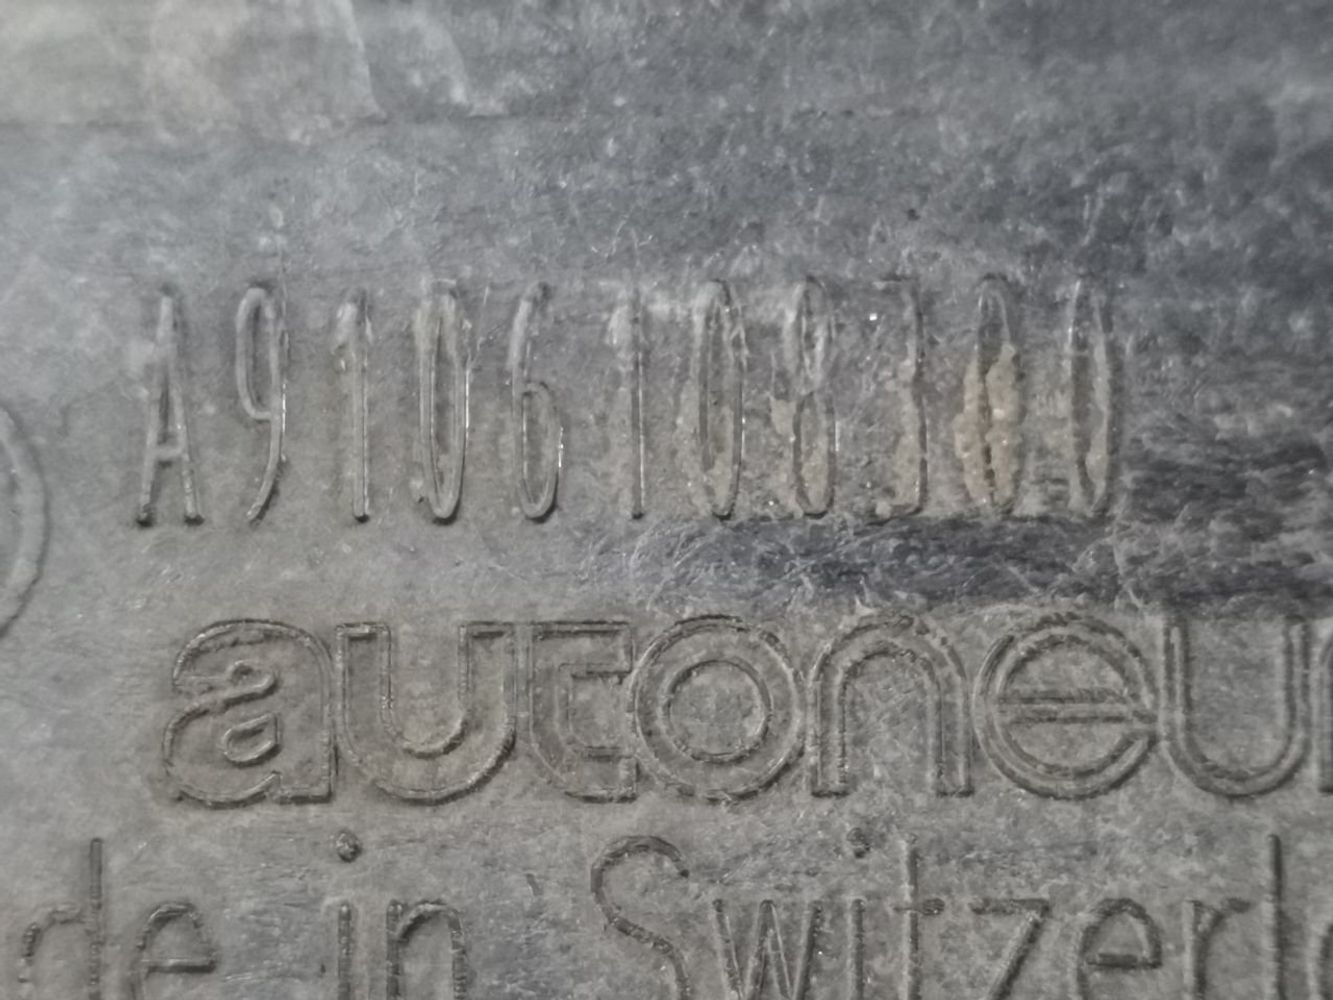 A9106108300
autoneu
de in Switzerl